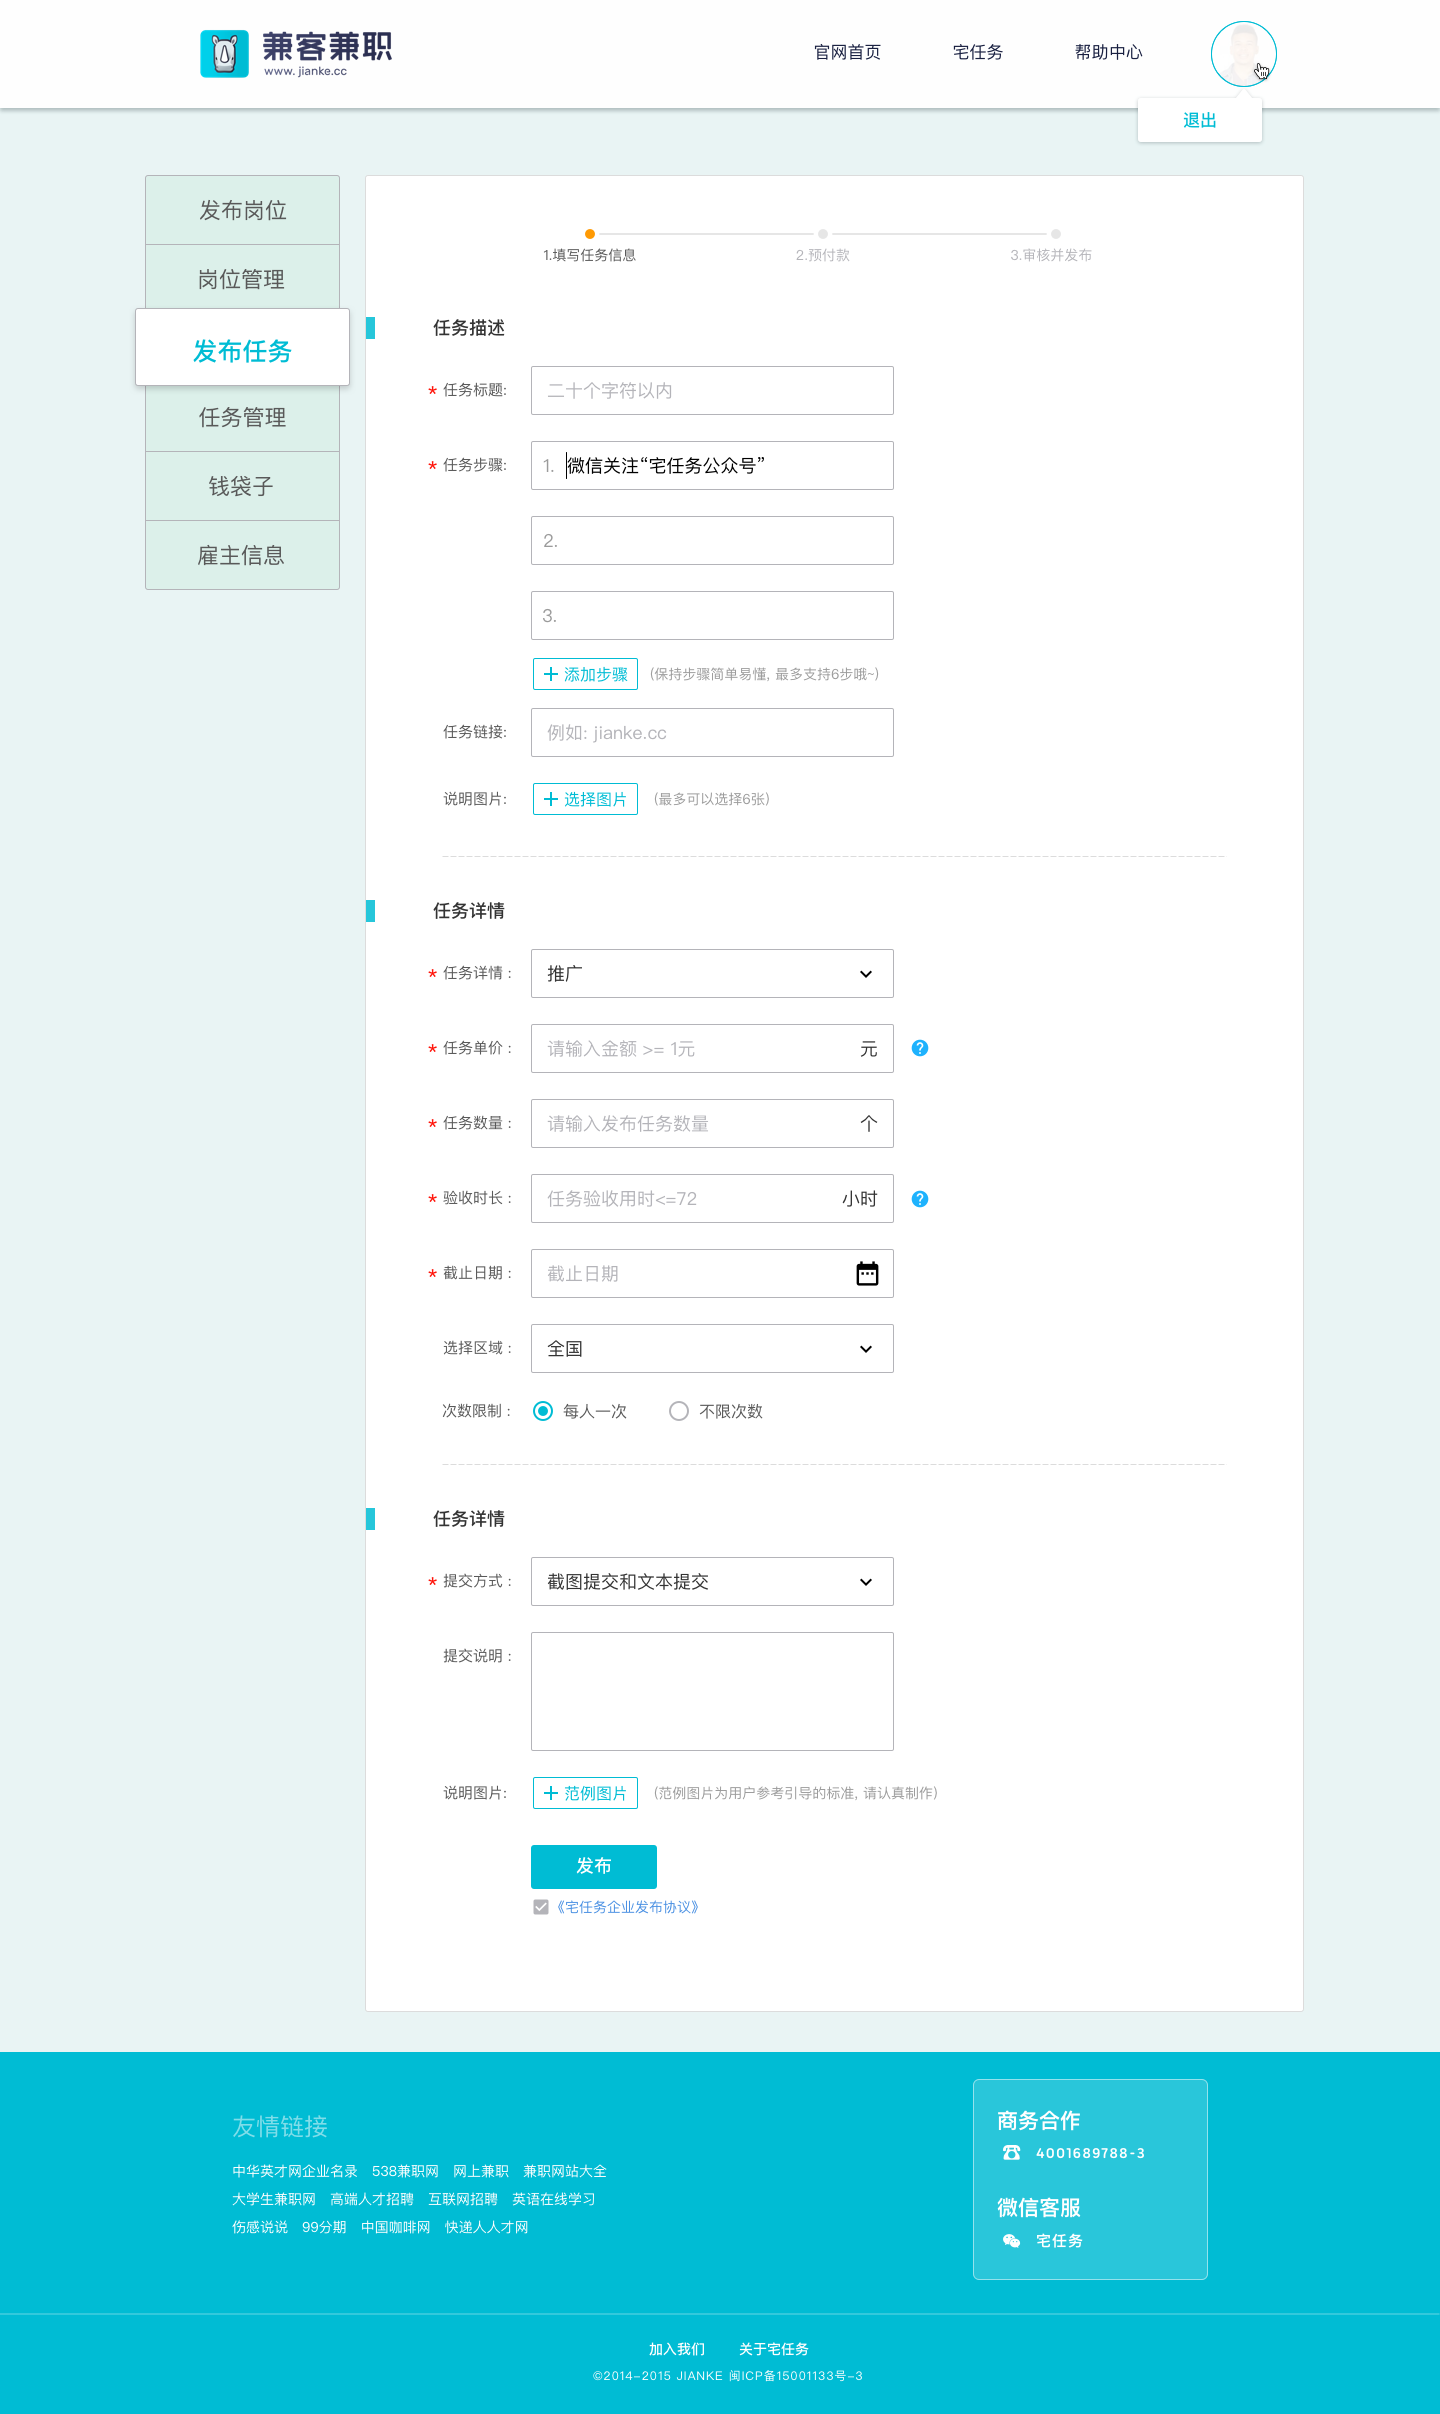 兼客兼职
www.jianke.cc
官网首页 宅任务 帮助中心
退出
发布岗位
岗位管理
发布任务
任务管理
钱袋子
雇主信息
1.填写任务信息 2.预付款 3.审核并发布
任务描述
* 任务标题: 二十个字符以内
* 任务步骤: 1. 微信关注“宅任务公众号”
2.
3.
+ 添加步骤 (保持步骤简单易懂, 最多支持6步哦~)
任务链接: 例如: jianke.cc
说明图片: + 选择图片 (最多可以选择6张)
任务详情
* 任务详情 : 推广
* 任务单价 : 请输入金额 >= 1元 元 ?
* 任务数量 : 请输入发布任务数量 个
* 验收时长 : 任务验收用时<=72 小时 ?
* 截止日期 : 截止日期
选择区域 : 全国
次数限制 : 每人一次 不限次数
任务详情
* 提交方式 : 截图提交和文本提交
提交说明 :
说明图片: + 范例图片 (范例图片为用户参考引导的标准, 请认真制作)
发布
《宅任务企业发布协议》
友情链接
中华英才网企业名录 538兼职网 网上兼职 兼职网站大全
大学生兼职网 高端人才招聘 互联网招聘 英语在线学习
伤感说说 99分期 中国咖啡网 快递人人才网
商务合作
4001689788-3
微信客服
宅任务
加入我们 关于宅任务
©2014-2015 JIANKE 闽ICP备15001133号-3